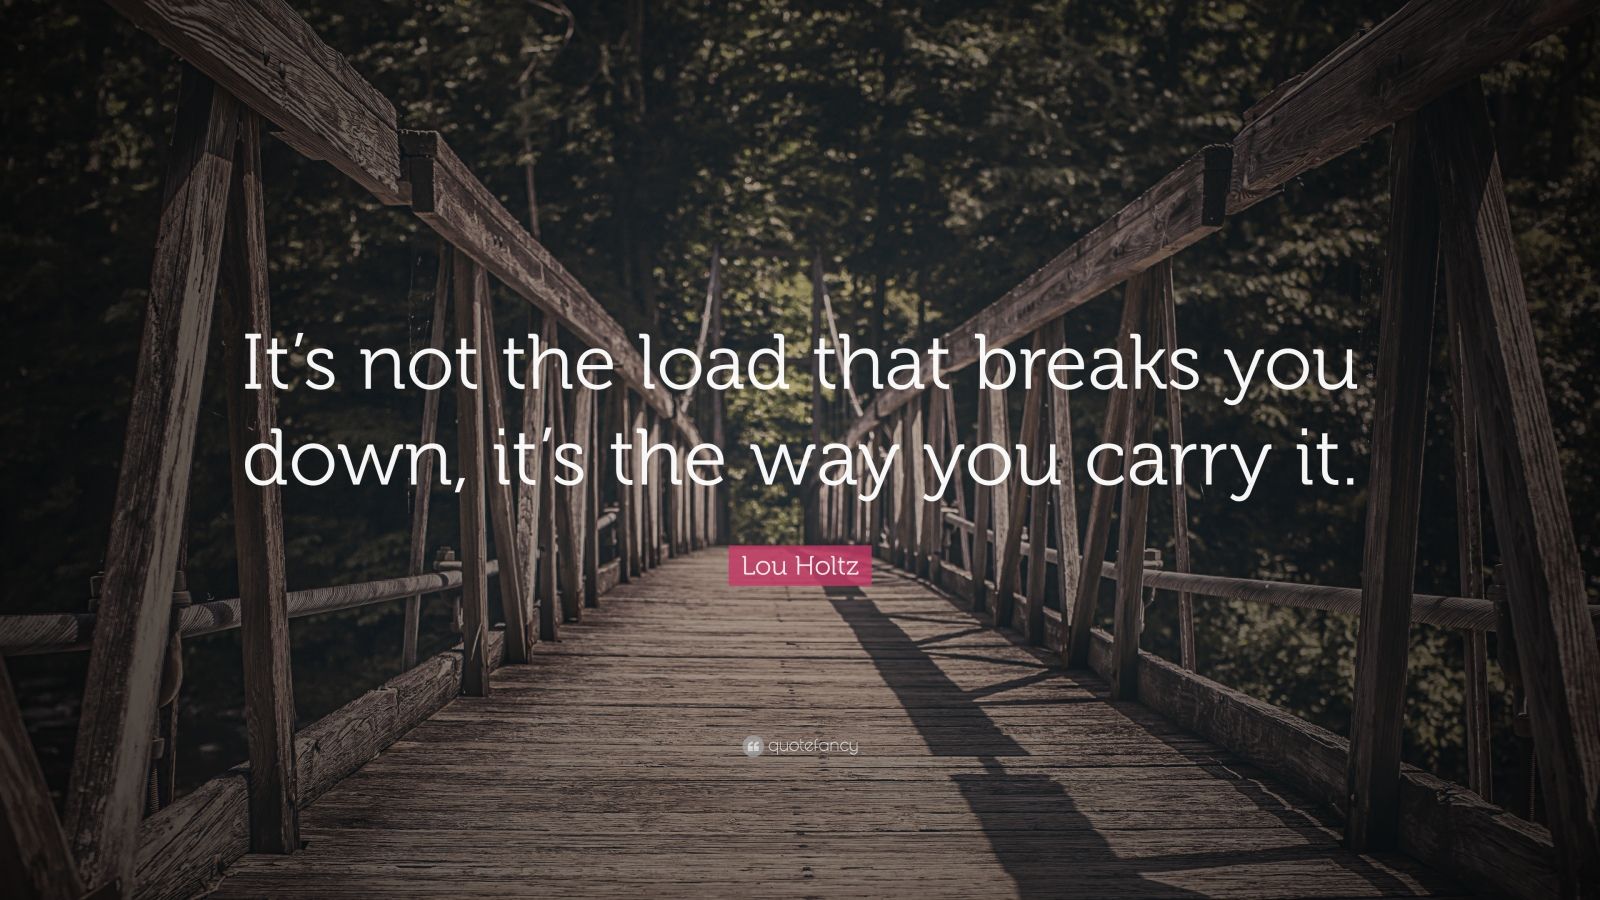 It’s not the load that breaks you
down, it’s the way you carry it.
Lou Holtz
quotefancy